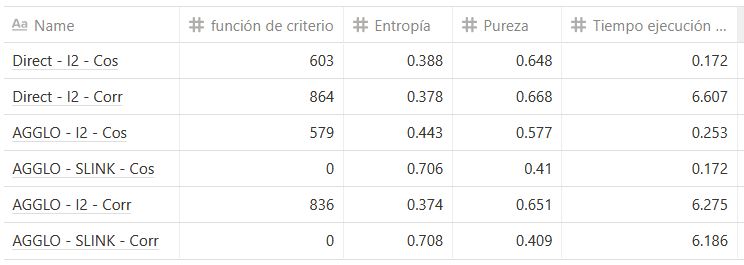 Aa Name # función de criterio # Entropía # Pureza # Tiempo ejecución ...
Direct - I2 - Cos 603 0.388 0.648 0.172
Direct - I2 - Corr 864 0.378 0.668 6.607
AGGLO - I2 - Cos 579 0.443 0.577 0.253
AGGLO - SLINK - Cos 0 0.706 0.41 0.172
AGGLO - I2 - Corr 836 0.374 0.651 6.275
AGGLO - SLINK - Corr 0 0.708 0.409 6.186